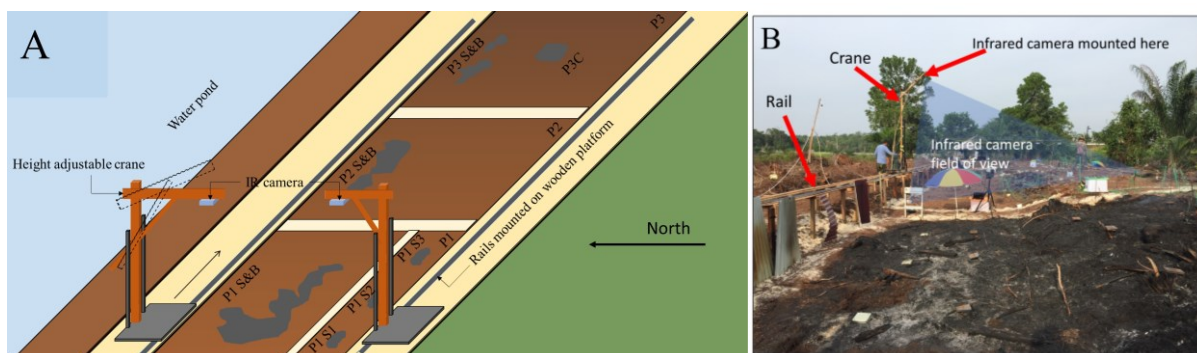 A
Water pond
Height adjustable crane
IR camera
P3 S&B
P3C
P3
P2 S&B
P2
Rails mounted on wooden platform
North
P1 S&B
P1 S3
P1
P1 S2
P1 S1
B
Infrared camera mounted here
Crane
Rail
Infrared camera
field of view